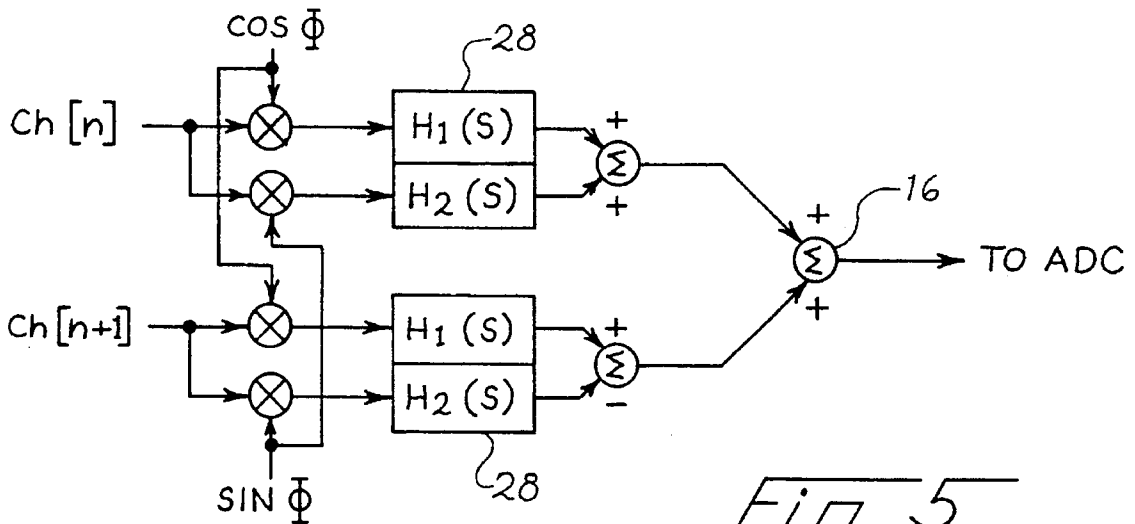 COS Φ
28
Ch [n]
H1 (S)
+
Σ
H2 (S)
+
16
+
Σ
TO ADC
+
Ch [n+1]
H1 (S)
+
Σ
H2 (S)
-
28
SIN Φ
Fig 5